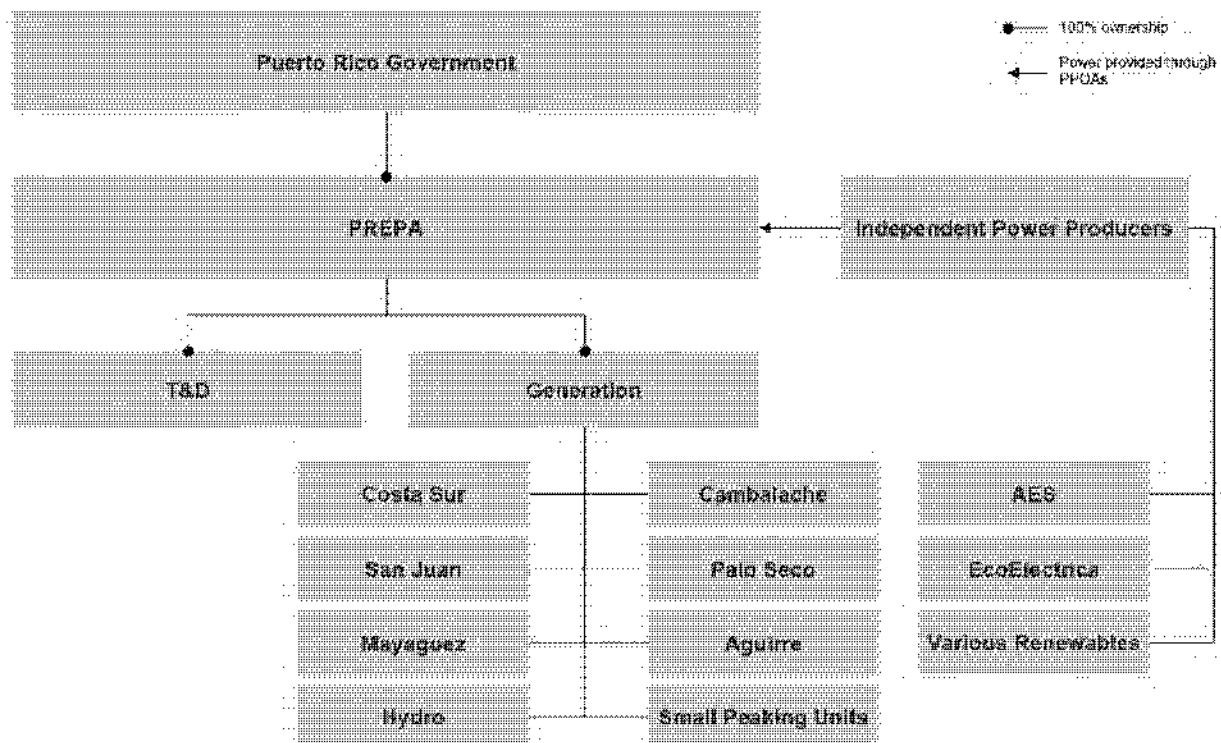 Puerto Rico Government
100% ownership
Power provided through
PPOAs
PREPA
Independent Power Producers
T&D
Generation
Costa Sur
Cambalache
AES
San Juan
Palo Seco
EcoElectrica
Mayaguez
Aguirre
Various Renewables
Hydro
Small Peaking Units